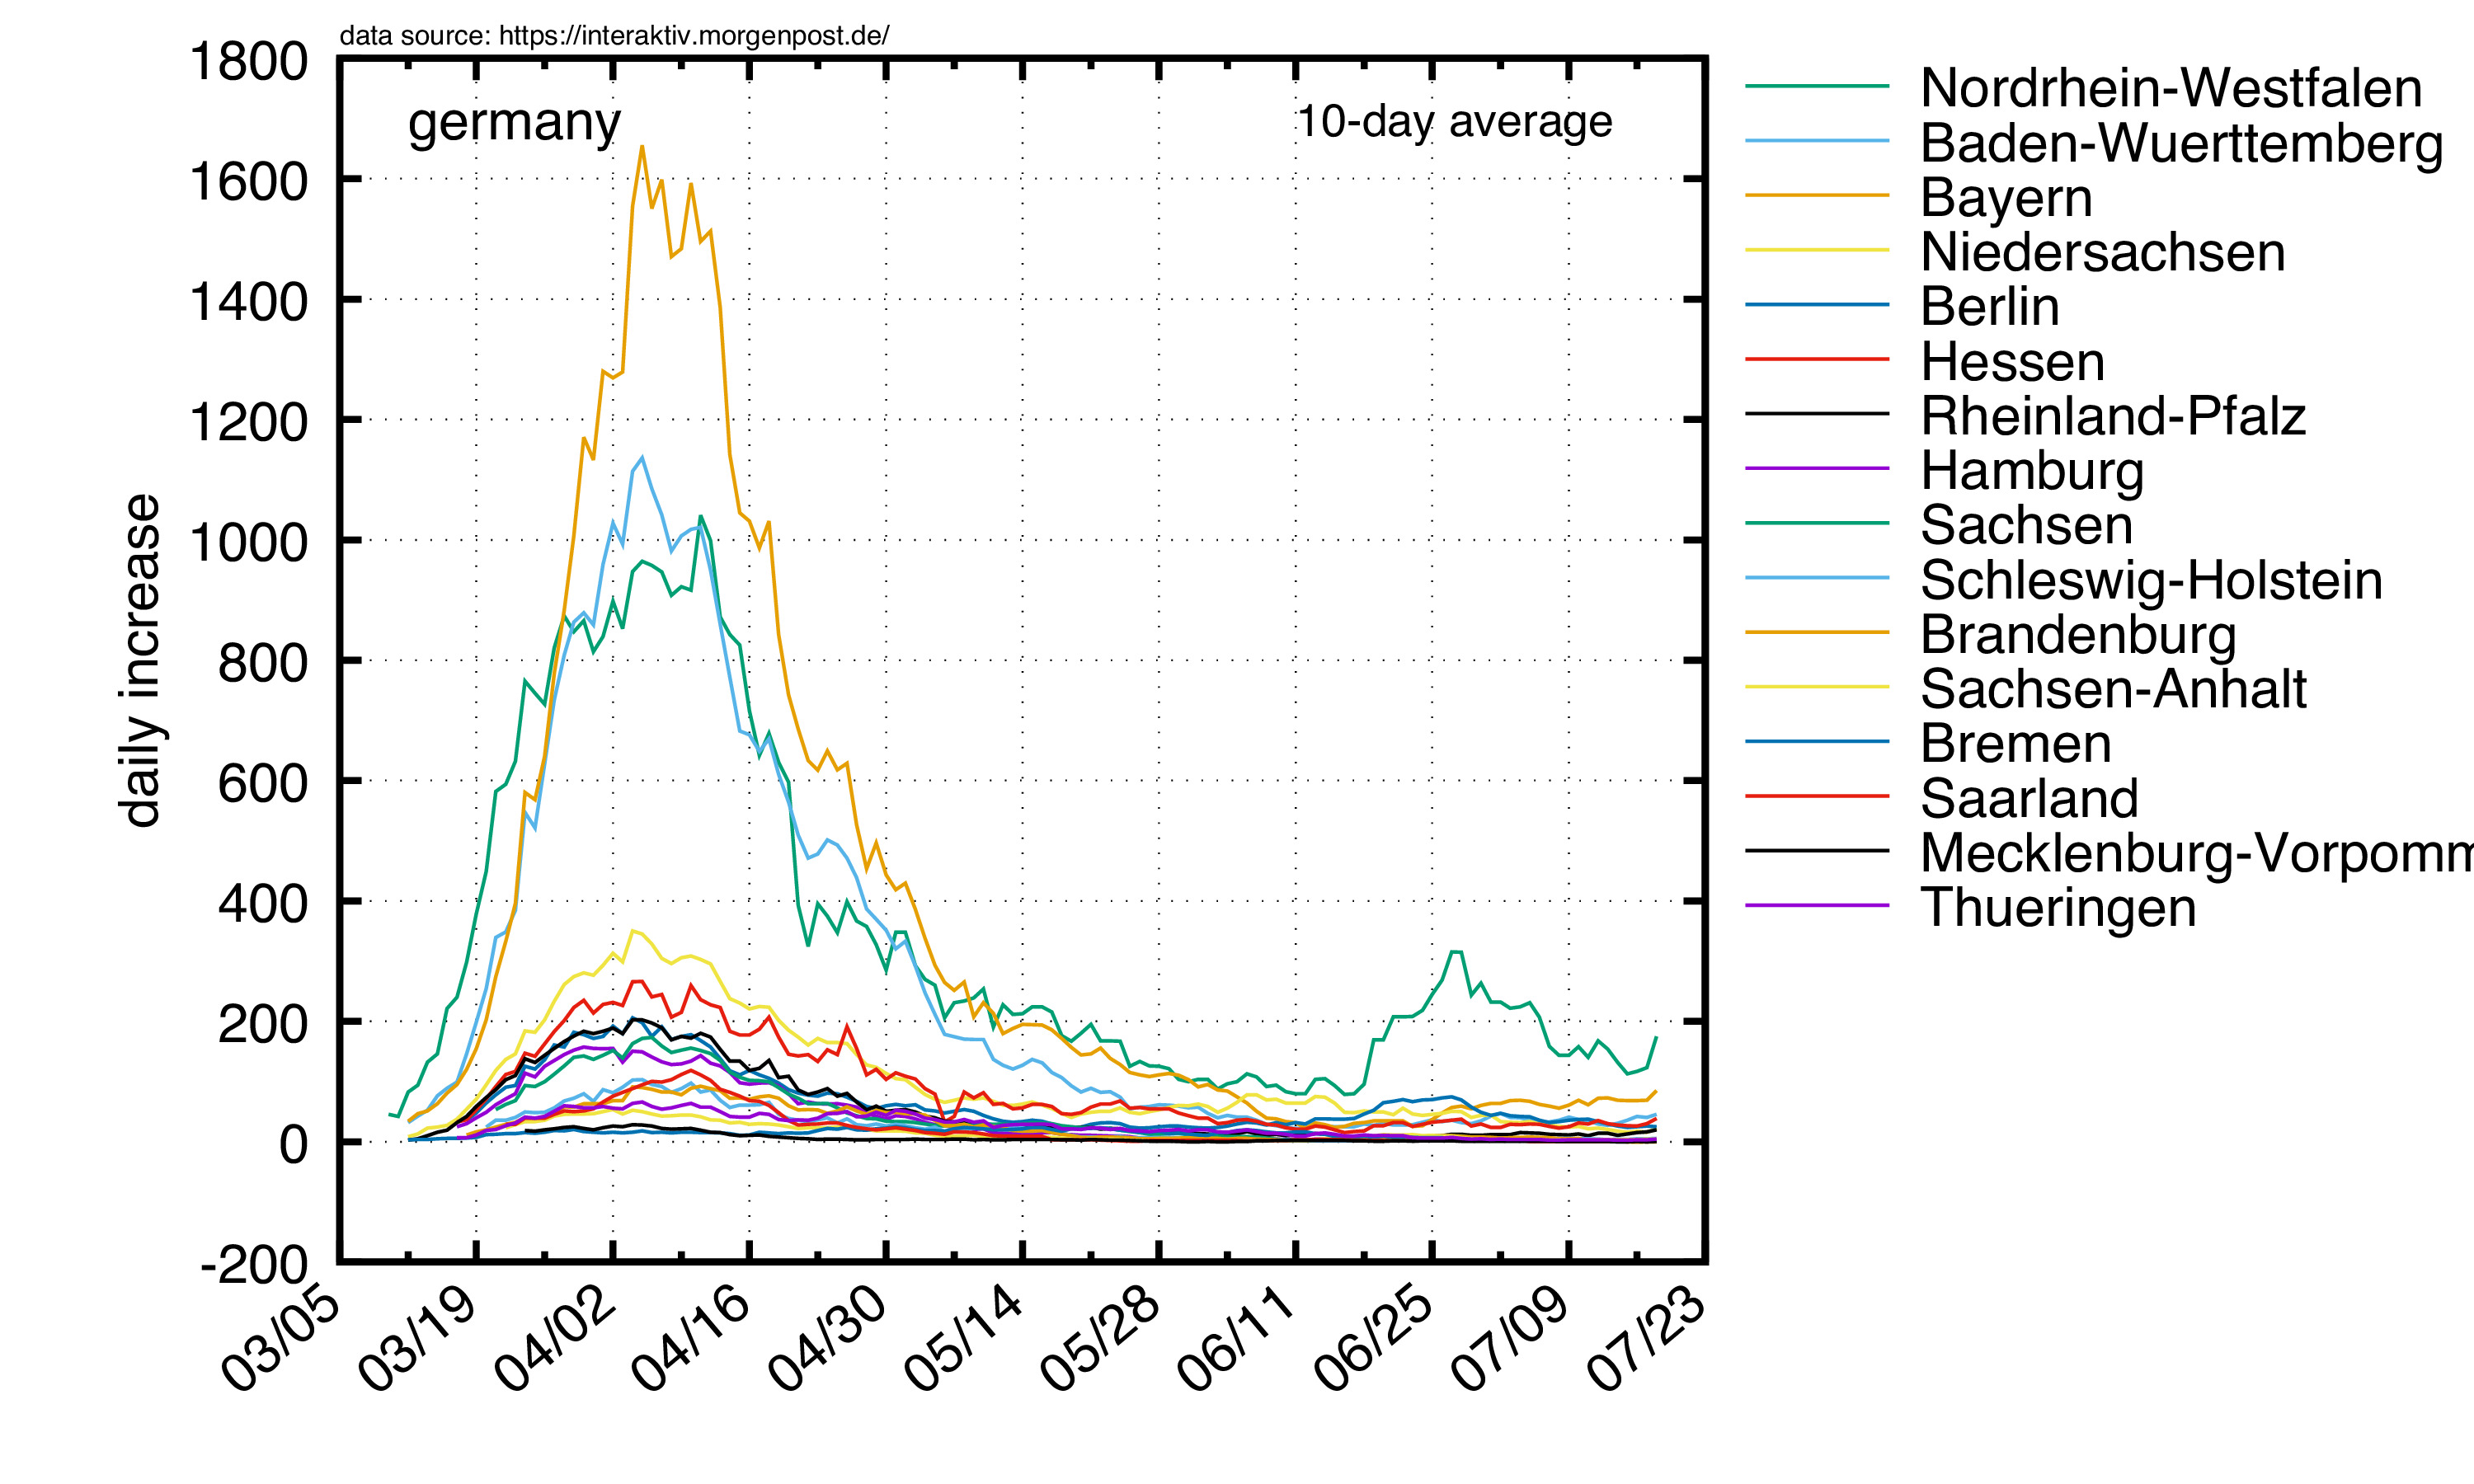 data source: https://interaktiv.morgenpost.de/
germany
10-day average
daily increase
1800
1600
1400
1200
1000
800
600
400
200
0
-200
03/05
03/19
04/02
04/16
04/30
05/14
05/28
06/11
06/25
07/09
07/23
Nordrhein-Westfalen
Baden-Wuerttemberg
Bayern
Niedersachsen
Berlin
Hessen
Rheinland-Pfalz
Hamburg
Sachsen
Schleswig-Holstein
Brandenburg
Sachsen-Anhalt
Bremen
Saarland
Mecklenburg-Vorpomm
Thueringen